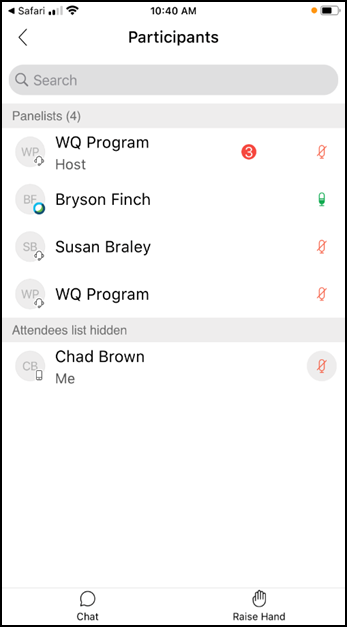 ◀ Safari 10:40 AM
Participants
Search
Panelists (4)
WP WQ Program 3
Host
BF Bryson Finch
SB Susan Braley
WP WQ Program
Attendees list hidden
CB Chad Brown
Me
Chat Raise Hand